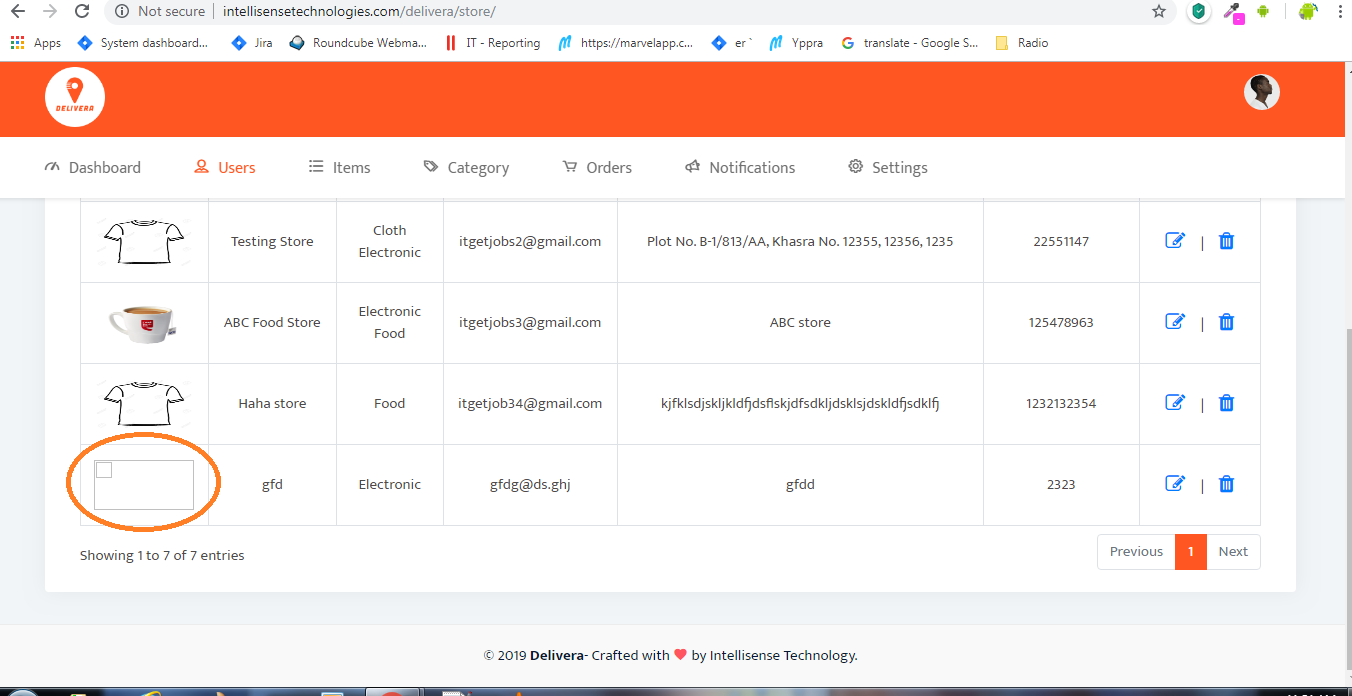 Not secure | intellisensetechnologies.com/delivera/store/
Apps System dashboard... Jira Roundcube Webma... IT - Reporting https://marvelapp.c... er ` Yppra translate - Google S... Radio
DELIVERA
Dashboard Users Items Category Orders Notifications Settings
Testing Store Cloth Electronic itgetjobs2@gmail.com Plot No. B-1/813/AA, Khasra No. 12355, 12356, 1235 22551147 |
ABC Food Store Electronic Food itgetjobs3@gmail.com ABC store 125478963 |
Haha store Food itgetjob34@gmail.com kjfklsdjskljkldfjdsflskjdfsdkljdsklsjdskldfjsdklfj 1232132354 |
gfd Electronic gfdg@ds.ghj gfdd 2323 |
Showing 1 to 7 of 7 entries Previous 1 Next
© 2019 Delivera- Crafted with ❤ by Intellisense Technology.